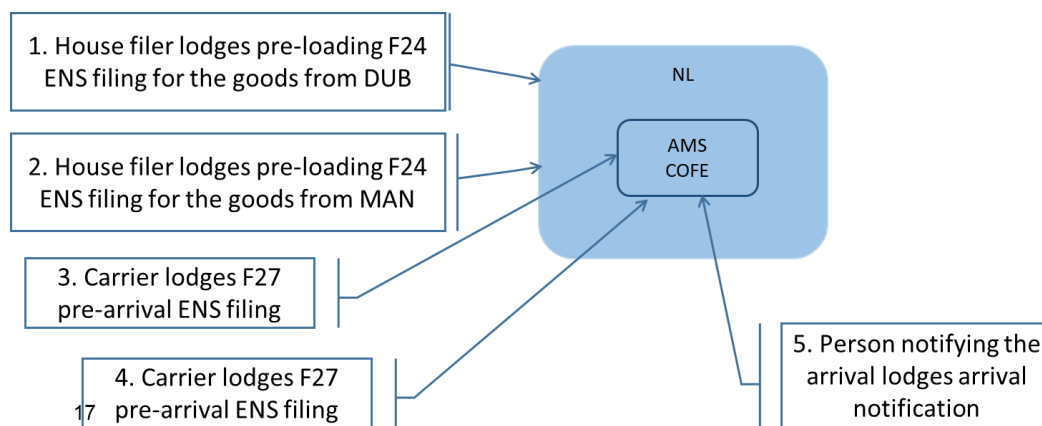 1. House filer lodges pre-loading F24
ENS filing for the goods from DUB
NL
AMS
COFE
2. House filer lodges pre-loading F24
ENS filing for the goods from MAN
3. Carrier lodges F27
pre-arrival ENS filing
4. Carrier lodges F27
pre-arrival ENS filing
5. Person notifying the
arrival lodges arrival
notification
17